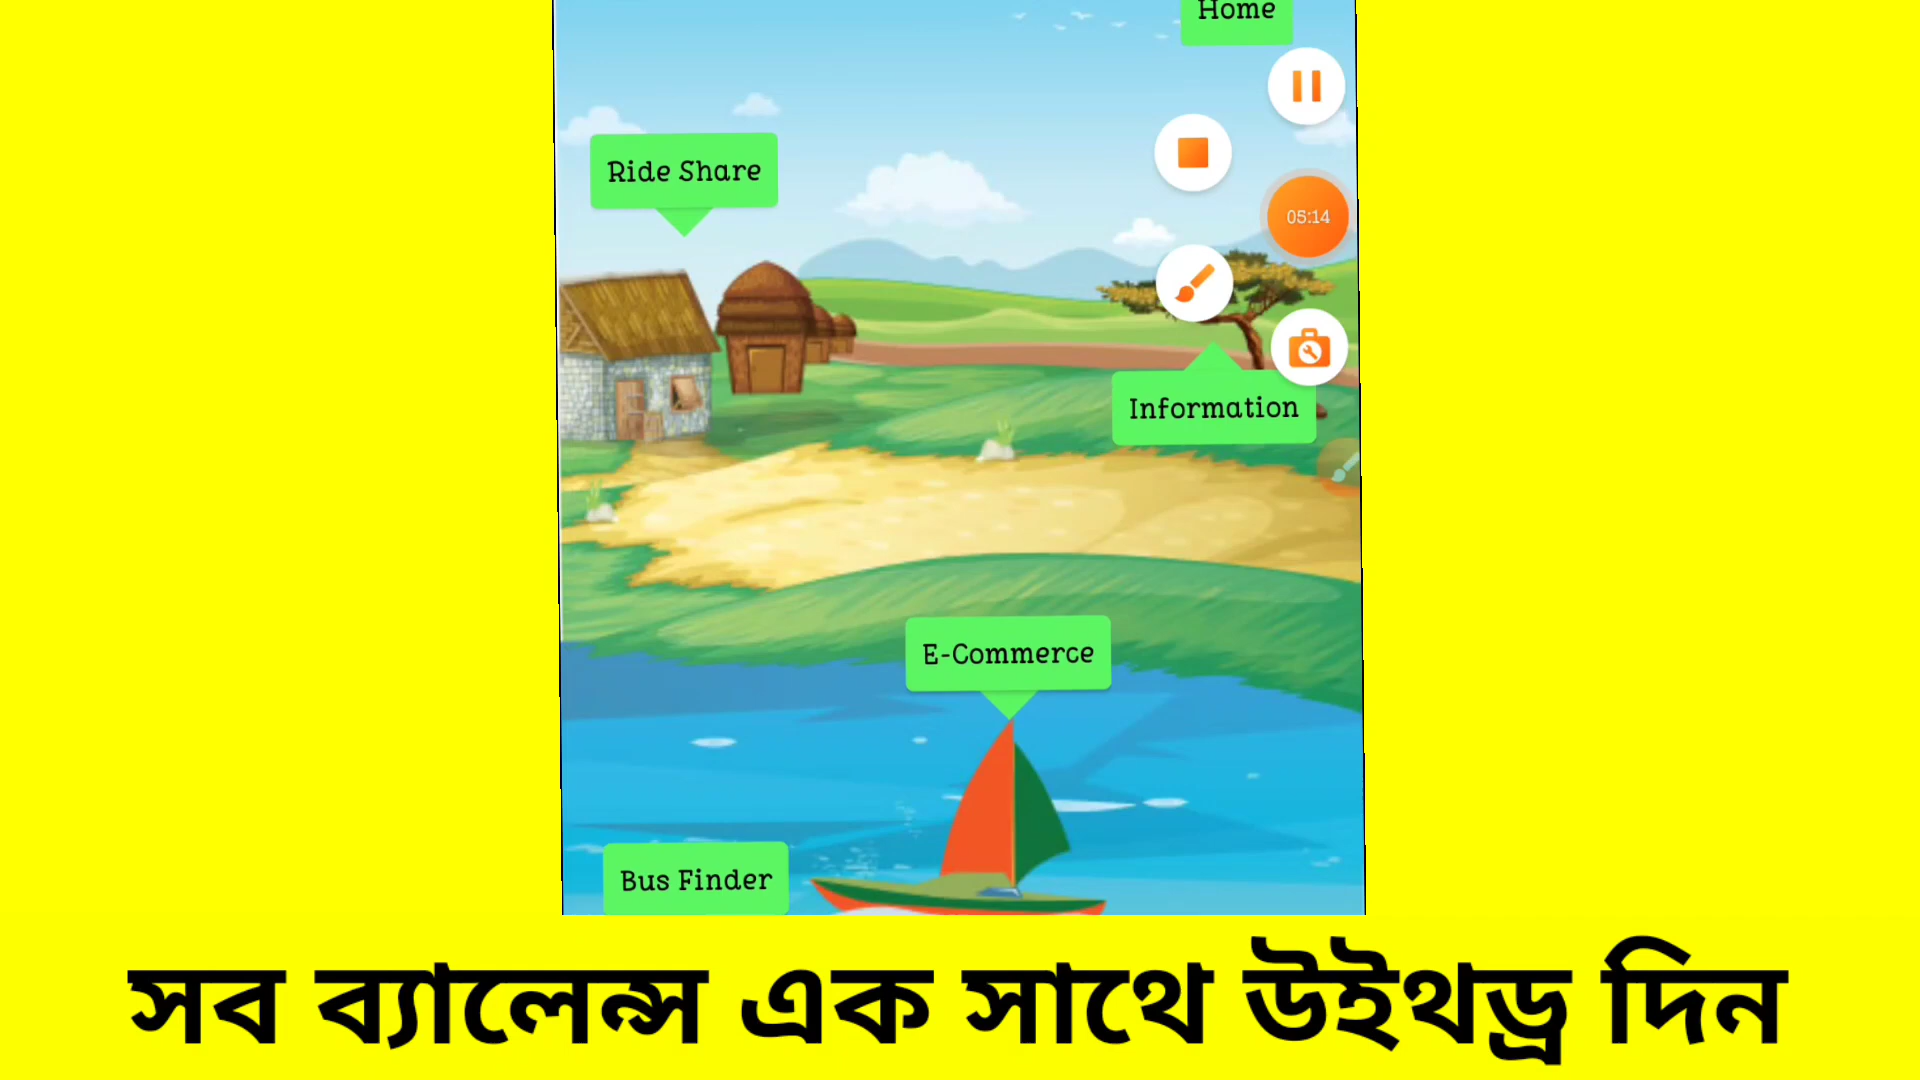 Home
Ride Share
05:14
Information
E-Commerce
Bus Finder
সব ব্যালেন্স এক সাথে উইথড্র দিন